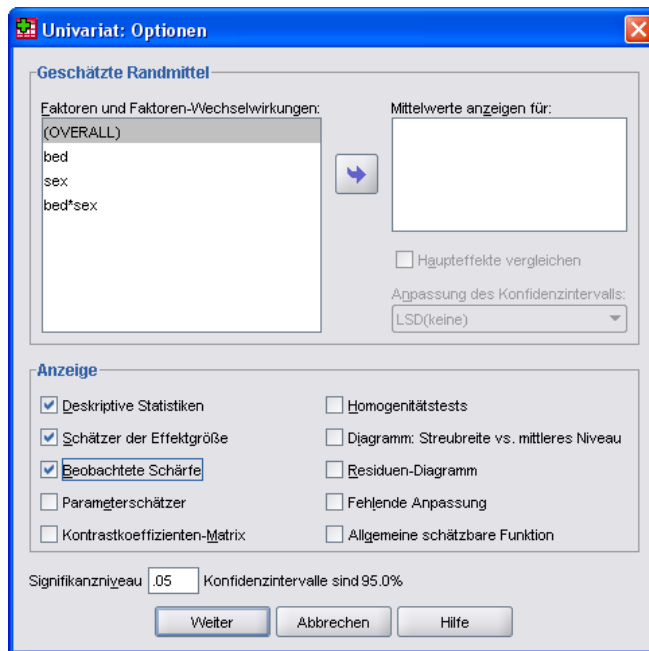 Univariat: Optionen
Geschätzte Randmittel
Faktoren und Faktoren-Wechselwirkungen:
(OVERALL)
bed
sex
bed*sex
Mittelwerte anzeigen für:
Haupteffekte vergleichen
Anpassung des Konfidenzintervalls:
LSD(keine)
Anzeige
Deskriptive Statistiken
Schätzer der Effektgröße
Beobachtete Schärfe
Parameterschätzer
Kontrastkoeffizienten-Matrix
Homogenitätstests
Diagramm: Streubreite vs. mittleres Niveau
Residuen-Diagramm
Fehlende Anpassung
Allgemeine schätzbare Funktion
Signifikanzniveau .05 Konfidenzintervalle sind 95.0%
Weiter Abbrechen Hilfe